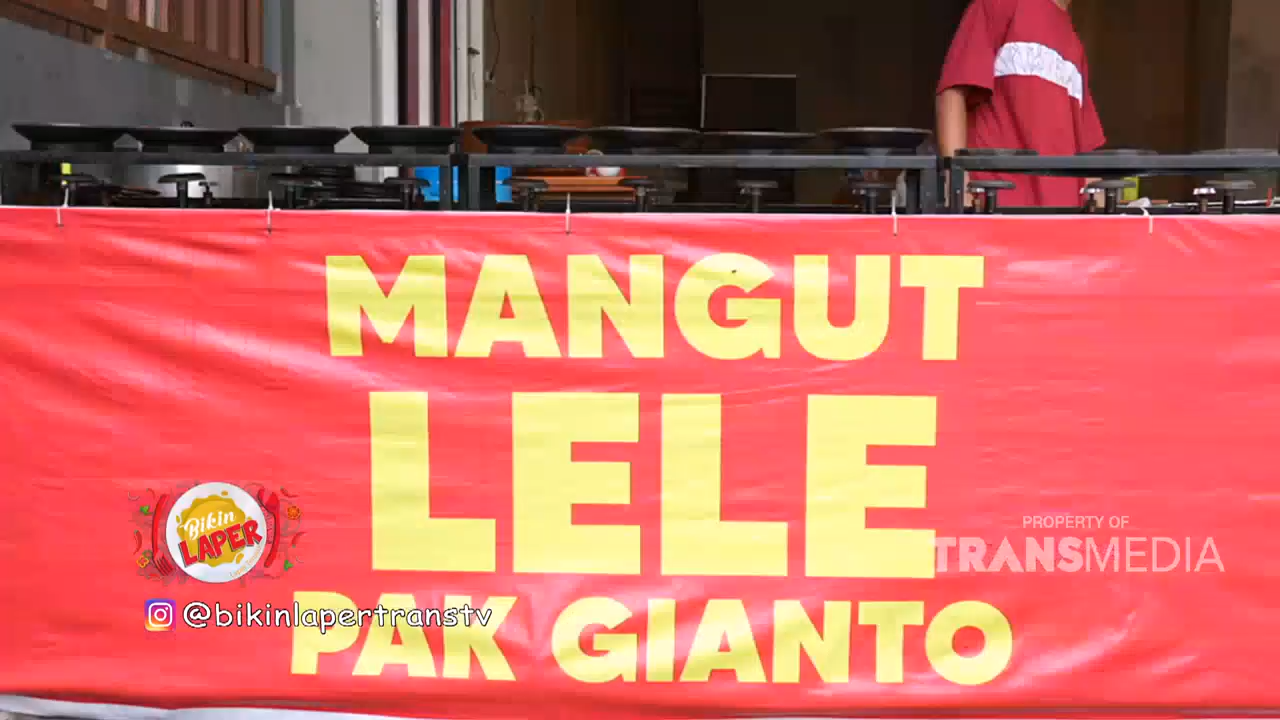 MANGUT
LELE
PAK GIANTO
Bikin
LAPER
@bikinlapertranstv
PROPERTY OF
TRANSMEDIA